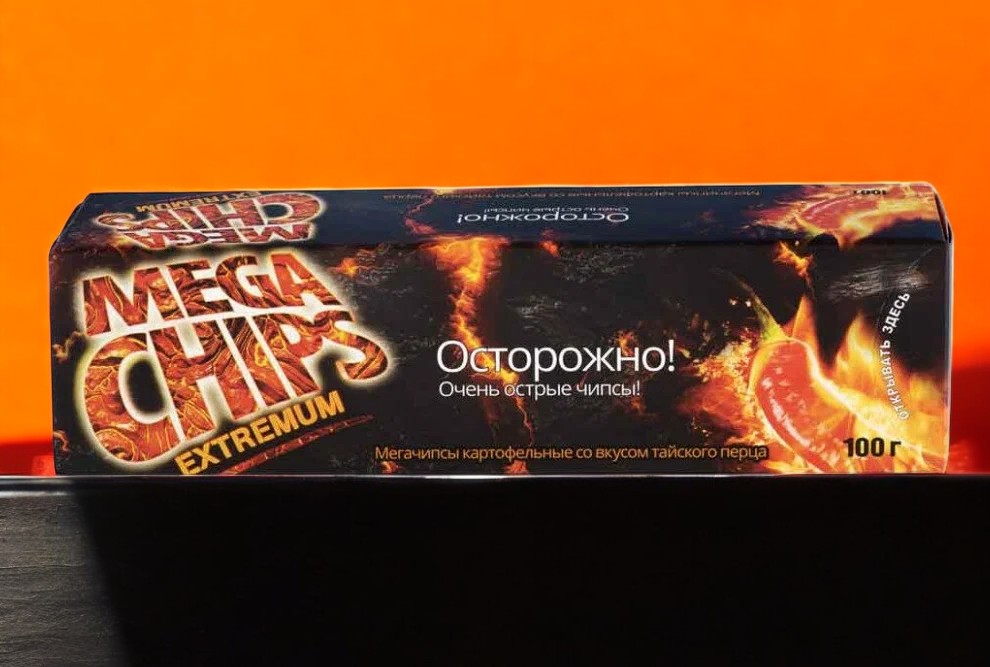 Мегачипсы картофельные со вкусом тайского перца
100 г
Осторожно!
Очень острые чипсы!
MEGA
CHIPS
EXTREMUM
MEGA
CHIPS
EXTREMUM
Осторожно!
Очень острые чипсы!
ОТКРЫВАТЬ ЗДЕСЬ
Мегачипсы картофельные со вкусом тайского перца
100 г